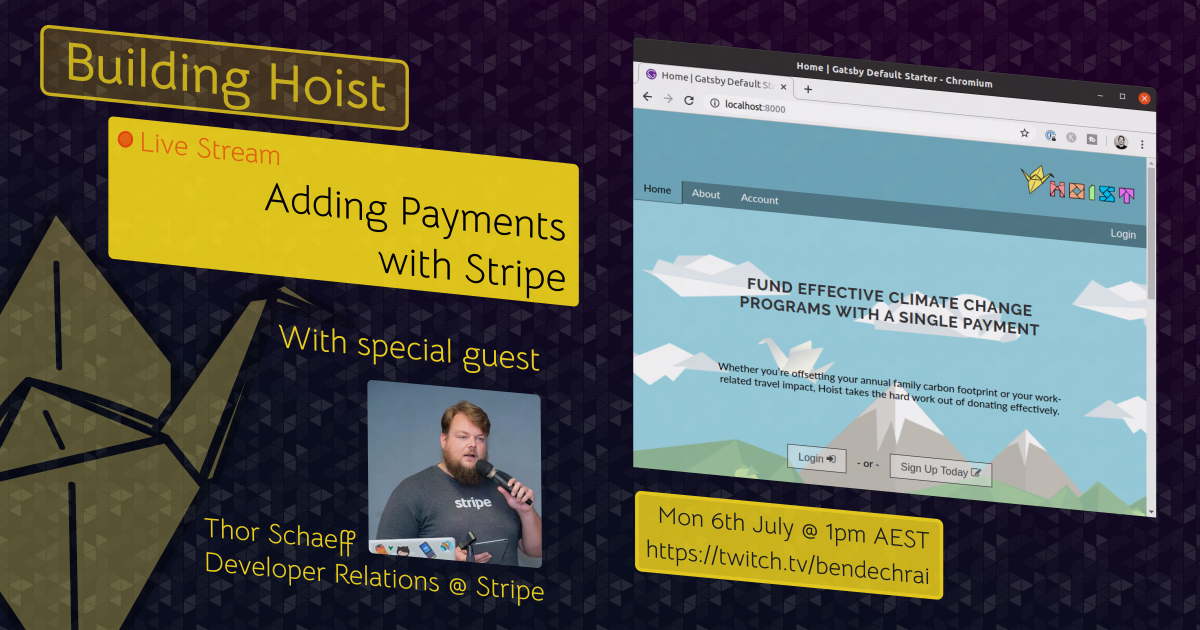 Building Hoist
Live Stream
Adding Payments
with Stripe
With special guest
stripe
Thor Schaeff
Developer Relations @ Stripe
Home | Gatsby Default Starter - Chromium
Home | Gatsby Default St
localhost:8000
HOIST
Home
About
Account
Login
FUND EFFECTIVE CLIMATE CHANGE
PROGRAMS WITH A SINGLE PAYMENT
Whether you're offsetting your annual family carbon footprint or your work-
related travel impact, Hoist takes the hard work out of donating effectively.
Login - or - Sign Up Today
Mon 6th July @ 1pm AEST
https://twitch.tv/bendechrai